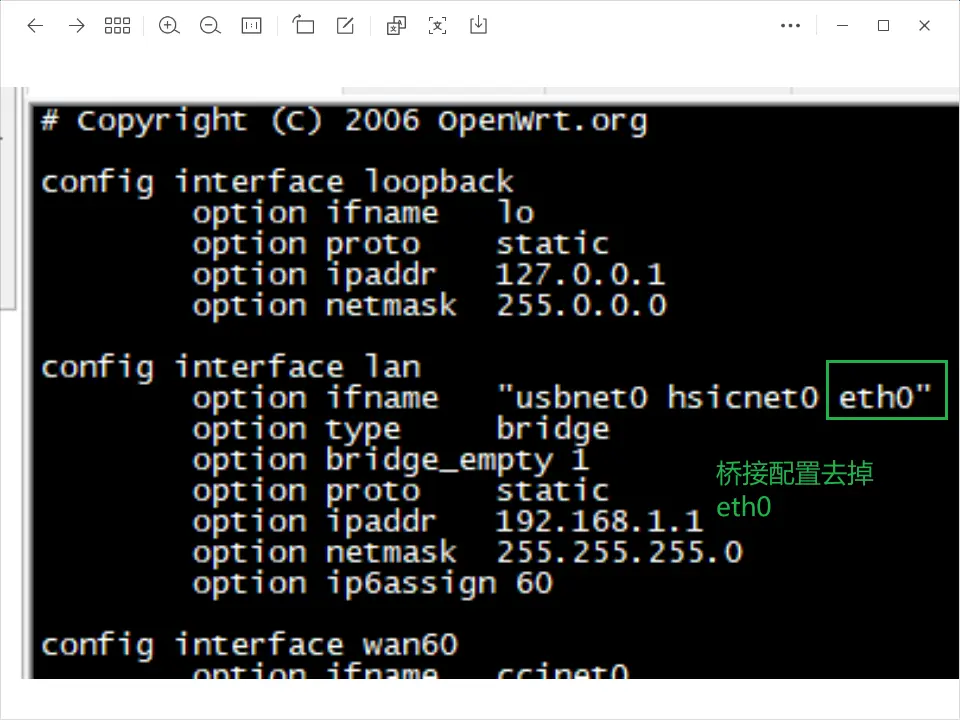 # Copyright (C) 2006 OpenWrt.org
config interface loopback
option ifname lo
option proto static
option ipaddr 127.0.0.1
option netmask 255.0.0.0
config interface lan
option ifname "usbnet0 hsicnet0 eth0"
option type bridge
option bridge_empty 1
option proto static
option ipaddr 192.168.1.1
option netmask 255.255.255.0
option ip6assign 60
桥接配置去掉
eth0
config interface wan60
option ifname ccinet0